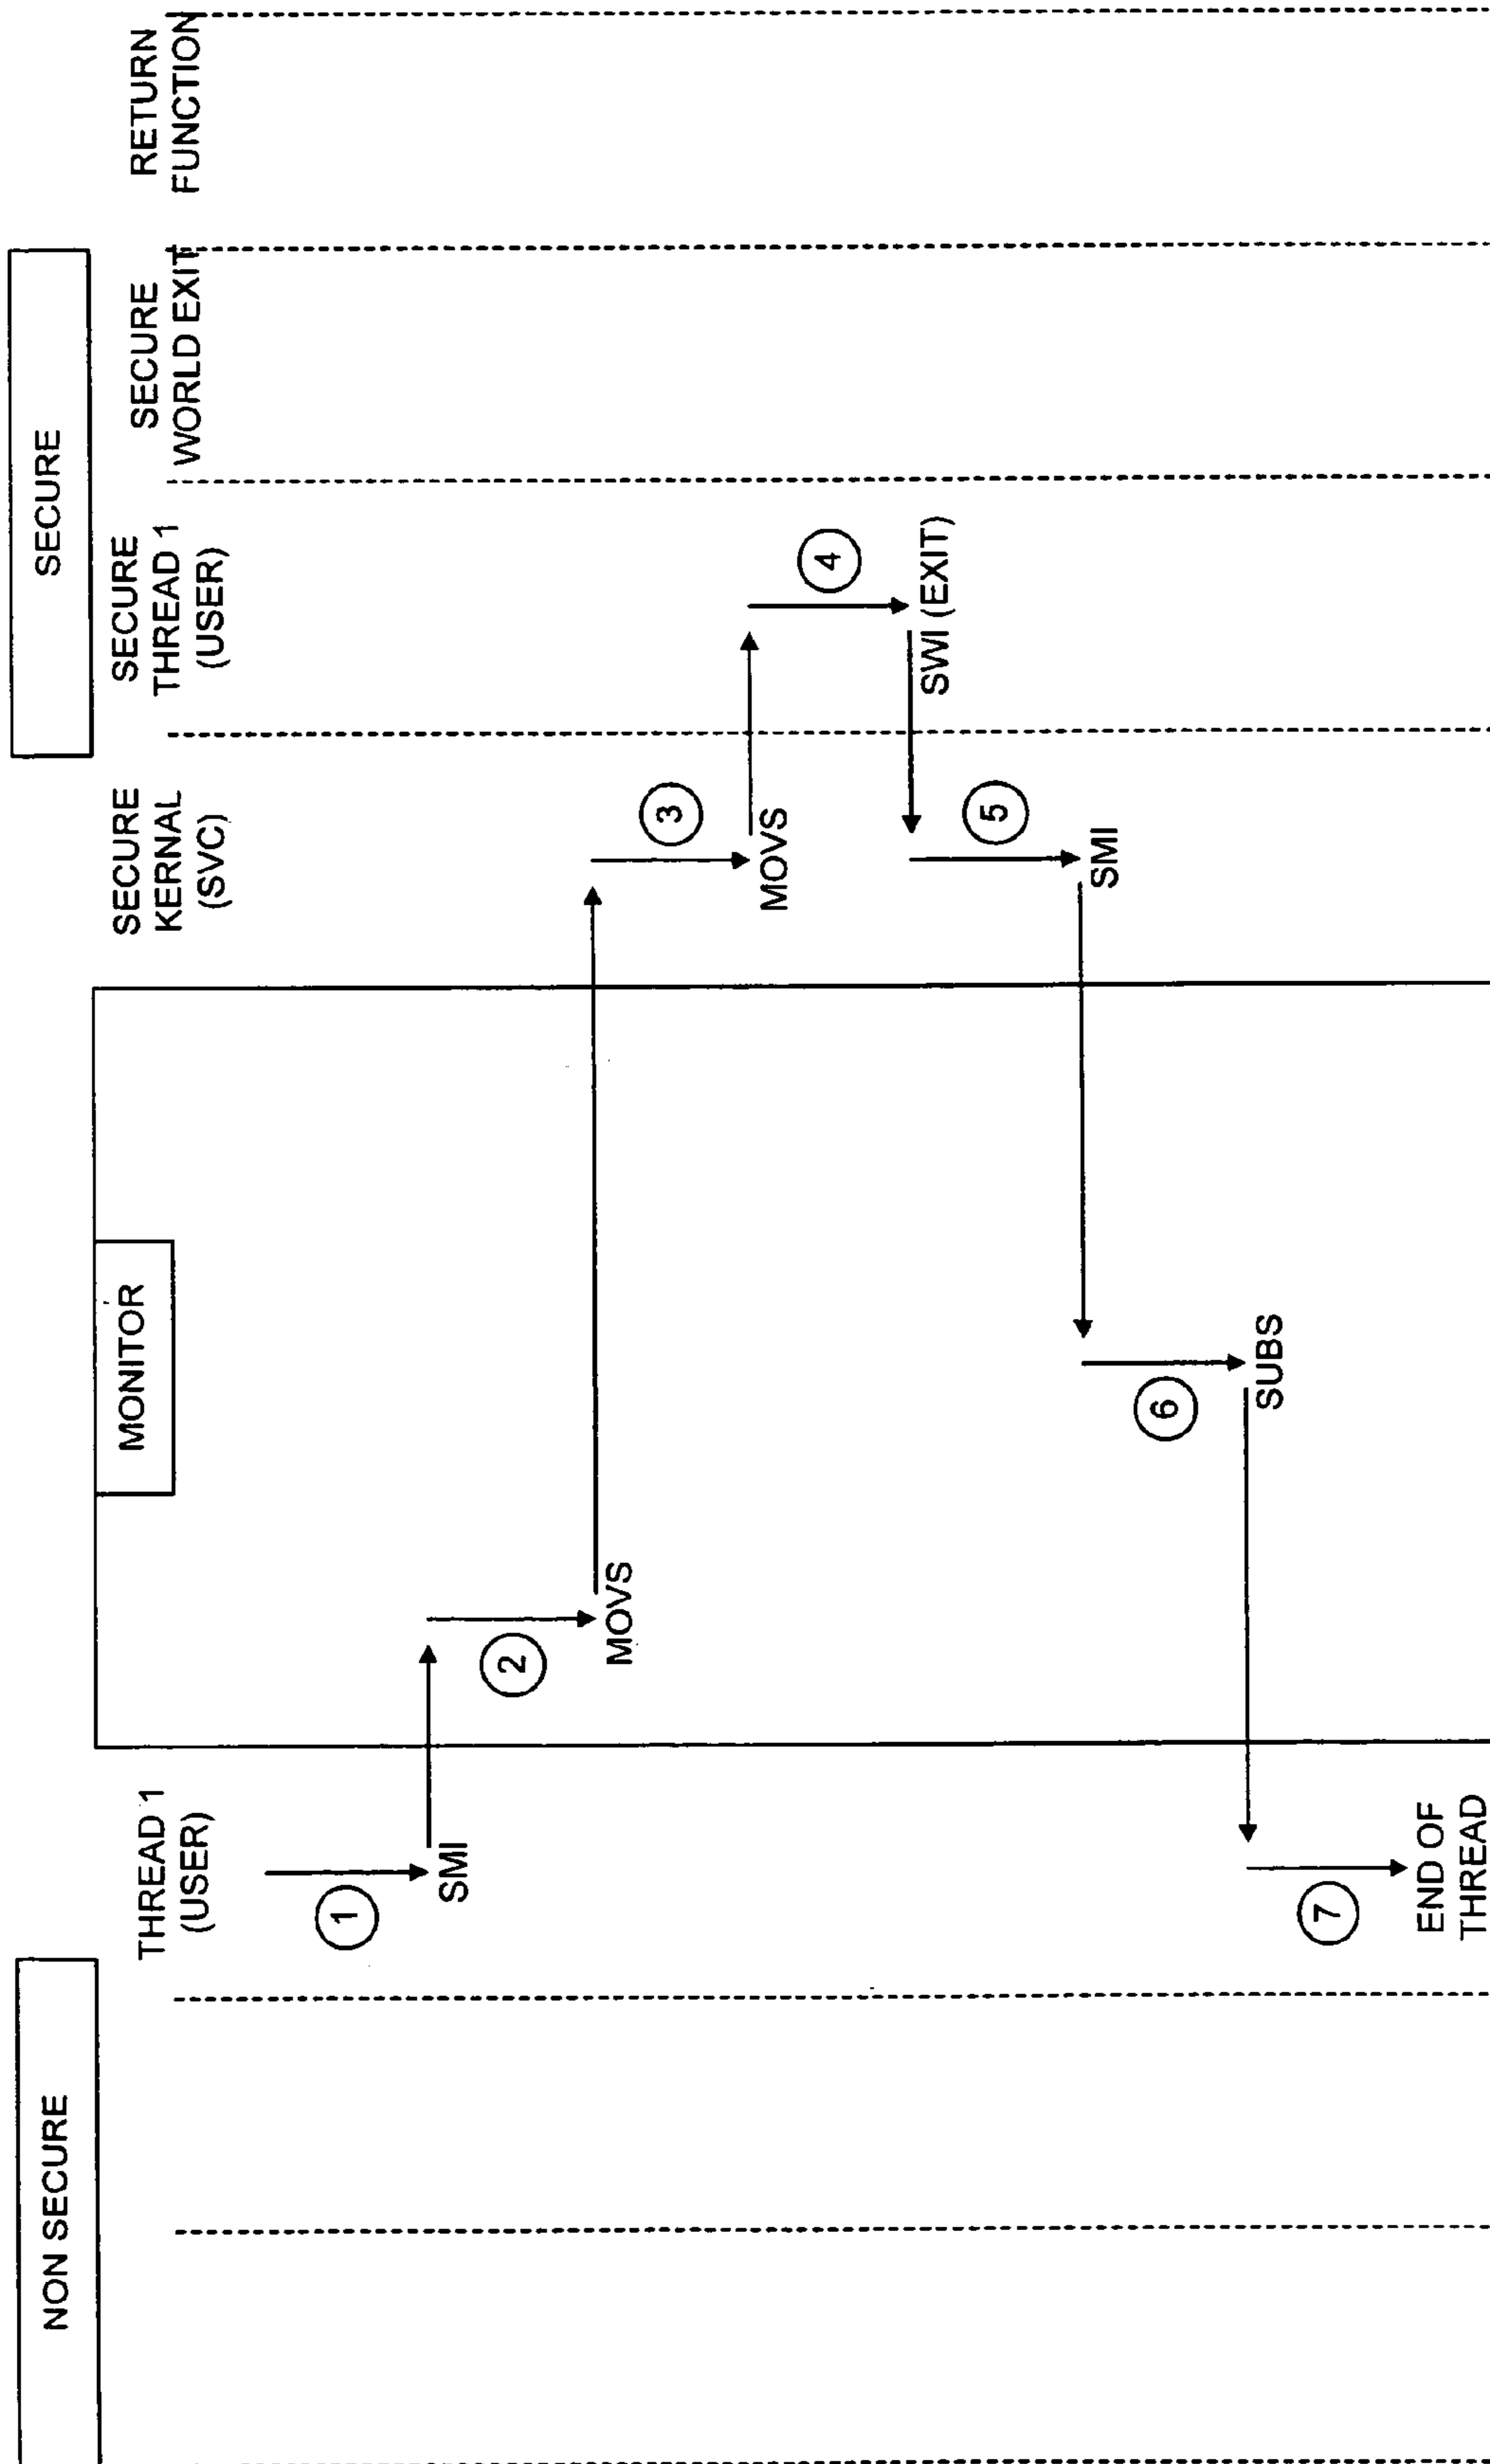 NON SECURE
MONITOR
SECURE
THREAD 1
(USER)
SECURE
KERNAL
(SVC)
SECURE
THREAD 1
(USER)
SECURE
WORLD EXIT
RETURN
FUNCTION
1
SMI
2
MOVS
3
MOVS
4
SWI (EXIT)
5
SMI
6
SUBS
7
END OF
THREAD